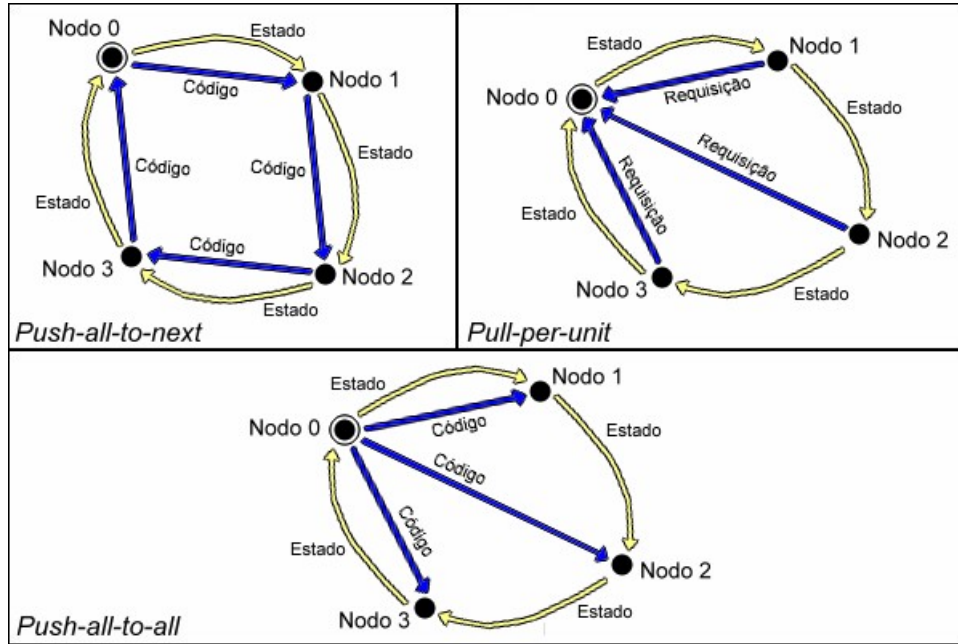 Nodo 0
Estado
Nodo 1
Código
Código
Estado
Código
Estado
Código
Nodo 3
Nodo 2
Estado
Push-all-to-next
Estado
Nodo 1
Nodo 0
Requisição
Estado
Requisição
Requisição
Estado
Nodo 2
Nodo 3
Estado
Pull-per-unit
Estado
Nodo 1
Nodo 0
Código
Estado
Código
Código
Estado
Nodo 2
Nodo 3
Estado
Push-all-to-all